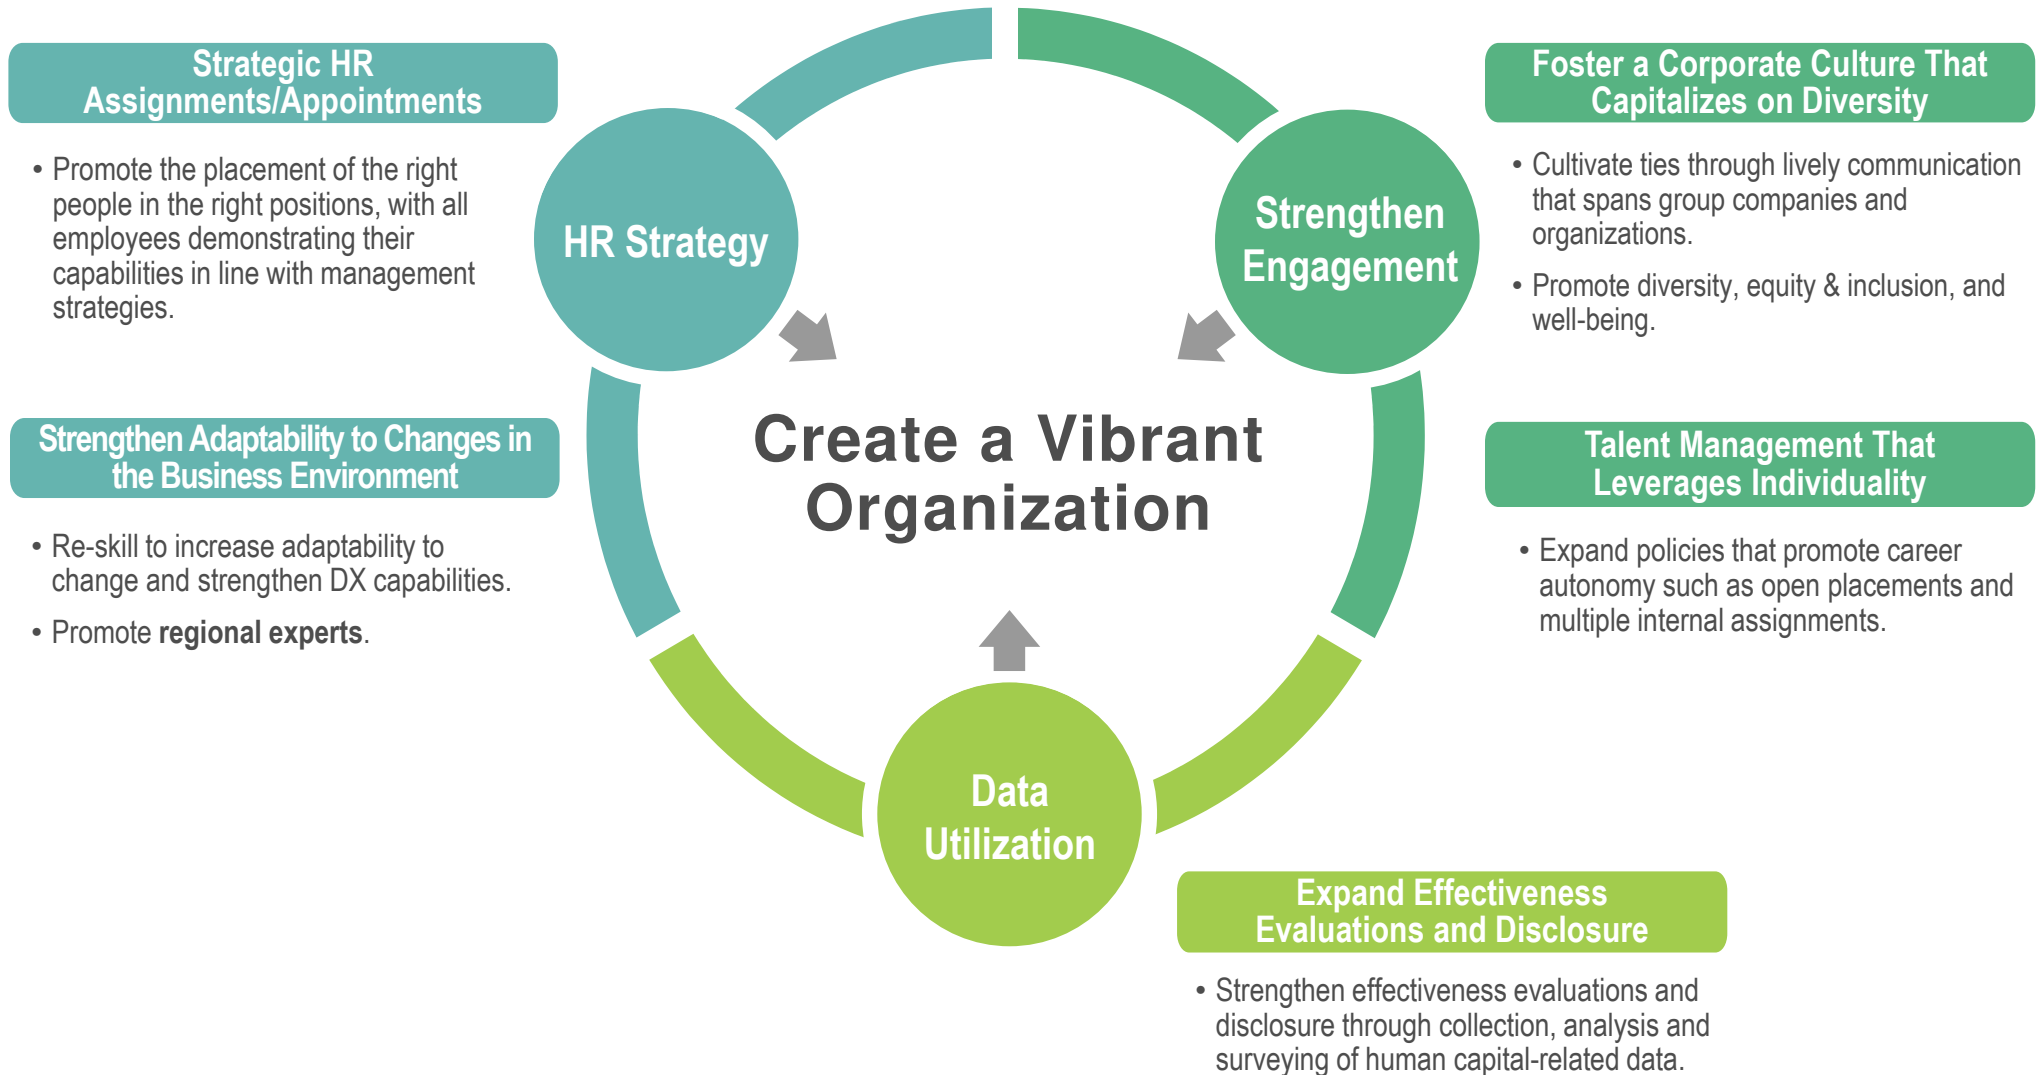 Strategic HR
Assignments/Appointments
• Promote the placement of the right
people in the right positions, with all
employees demonstrating their
capabilities in line with management
strategies.
Strengthen Adaptability to Changes in
the Business Environment
• Re-skill to increase adaptability to
change and strengthen DX capabilities.
• Promote regional experts.
HR Strategy
Create a Vibrant
Organization
Strengthen
Engagement
Data
Utilization
Foster a Corporate Culture That
Capitalizes on Diversity
• Cultivate ties through lively communication
that spans group companies and
organizations.
• Promote diversity, equity & inclusion, and
well-being.
Talent Management That
Leverages Individuality
• Expand policies that promote career
autonomy such as open placements and
multiple internal assignments.
Expand Effectiveness
Evaluations and Disclosure
• Strengthen effectiveness evaluations and
disclosure through collection, analysis and
surveying of human capital-related data.